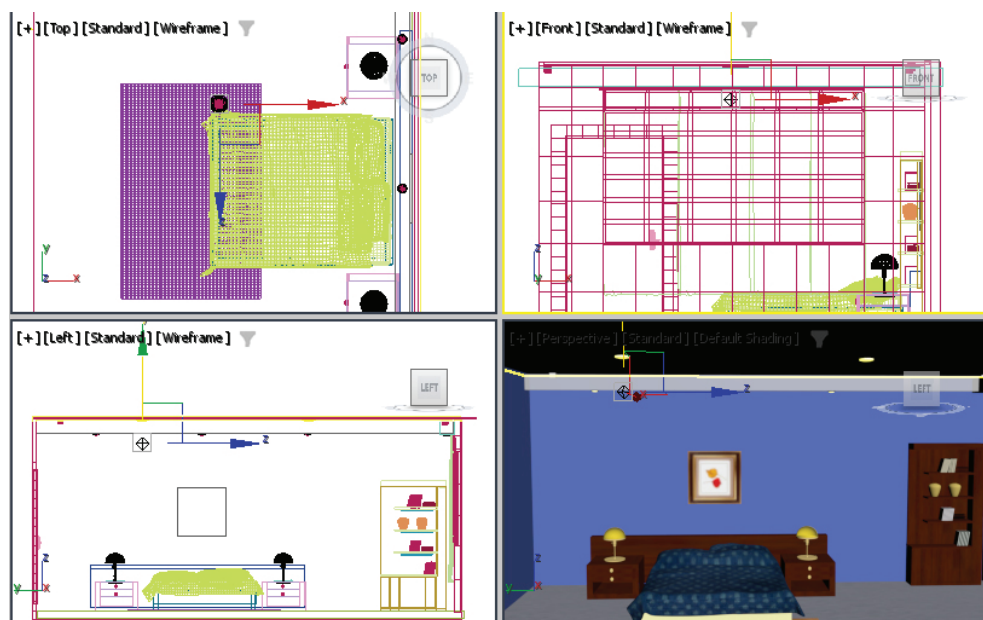 [+] [Top] [Standard] [Wireframe]
TOP
x
y
z
x
[+] [Front] [Standard] [Wireframe]
FRONT
x
z
y
x
[+] [Left] [Standard] [Wireframe]
LEFT
z
z
y
x
[+] [Perspective] [Standard] [Default Shading]
LEFT
x
z
z
y
x